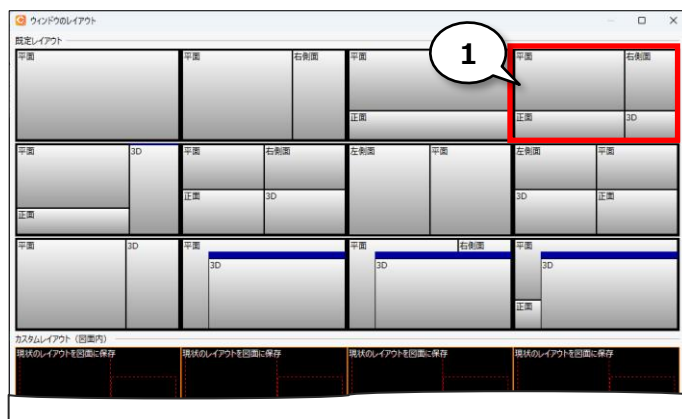 ウィンドウのレイアウト
既定レイアウト
平面 平面 右側面 平面 平面 右側面
1
正面 正面 3D
平面 3D 平面 右側面 左側面 平面 左側面 平面
正面 3D 3D 正面
正面
平面 3D 平面 平面 右側面 平面
3D 3D 3D
正面
カスタムレイアウト（図面内）
現状のレイアウトを図面に保存 現状のレイアウトを図面に保存 現状のレイアウトを図面に保存 現状のレイアウトを図面に保存